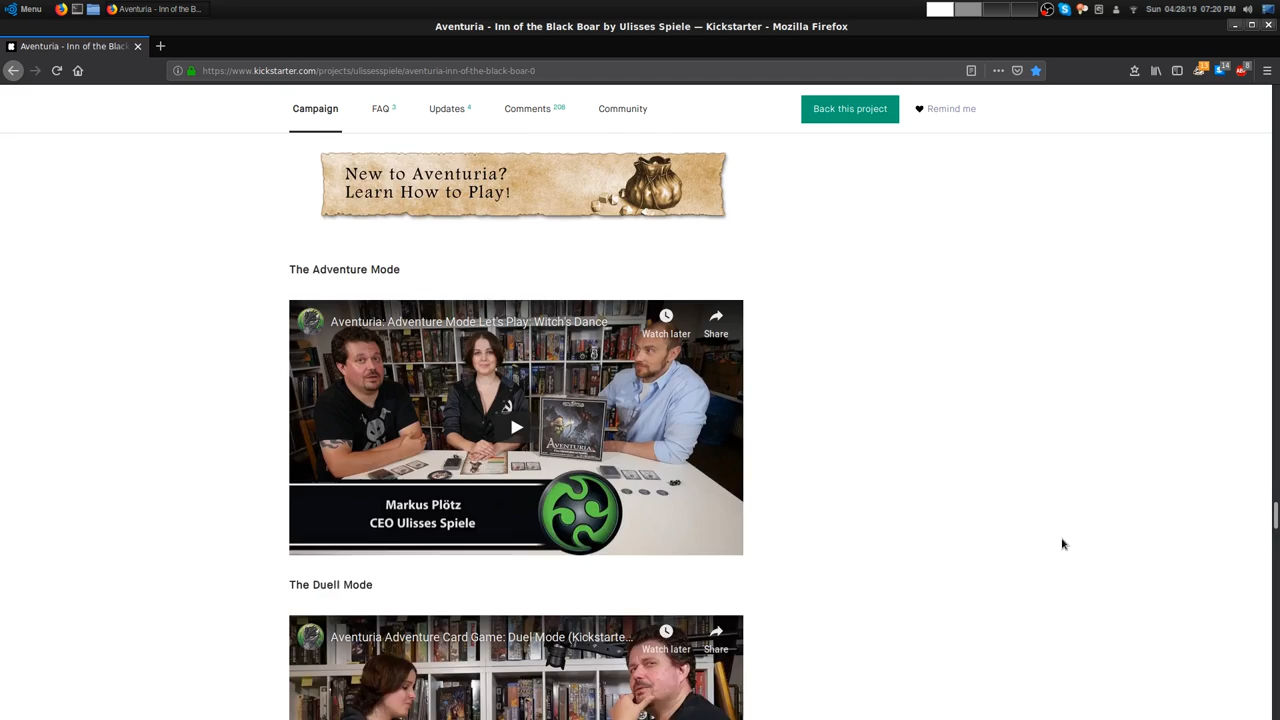 Menu
Aventuria - Inn of the B...
Sun 04/28/19 07:20 PM
Aventuria - Inn of the Black Boar by Ulisses Spiele — Kickstarter - Mozilla Firefox
Aventuria - Inn of the Black
https://www.kickstarter.com/projects/ulissesspiele/aventuria-inn-of-the-black-boar-0
13
14
8
Campaign
FAQ 3
Updates 4
Comments 208
Community
Back this project
Remind me
New to Aventuria?
Learn How to Play!
The Adventure Mode
Aventuria: Adventure Mode Let's Play: Witch's Dance
Watch later
Share
AVENTURIA
Markus Plötz
CEO Ulisses Spiele
The Duell Mode
Aventuria Adventure Card Game: Duel Mode (Kickstarte...
Watch later
Share